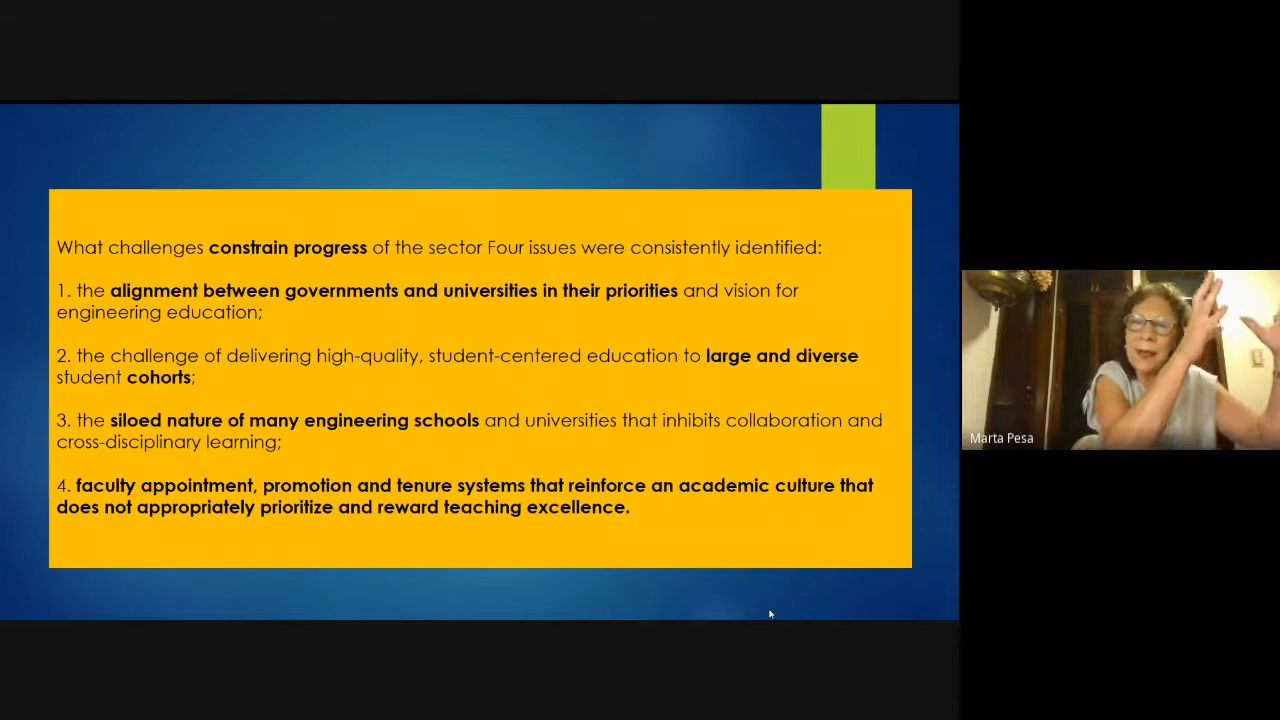 What challenges constrain progress of the sector Four issues were consistently identified:
1. the alignment between governments and universities in their priorities and vision for
engineering education;
2. the challenge of delivering high-quality, student-centered education to large and diverse
student cohorts;
3. the siloed nature of many engineering schools and universities that inhibits collaboration and
cross-disciplinary learning;
4. faculty appointment, promotion and tenure systems that reinforce an academic culture that
does not appropriately prioritize and reward teaching excellence.
Marta Pesa